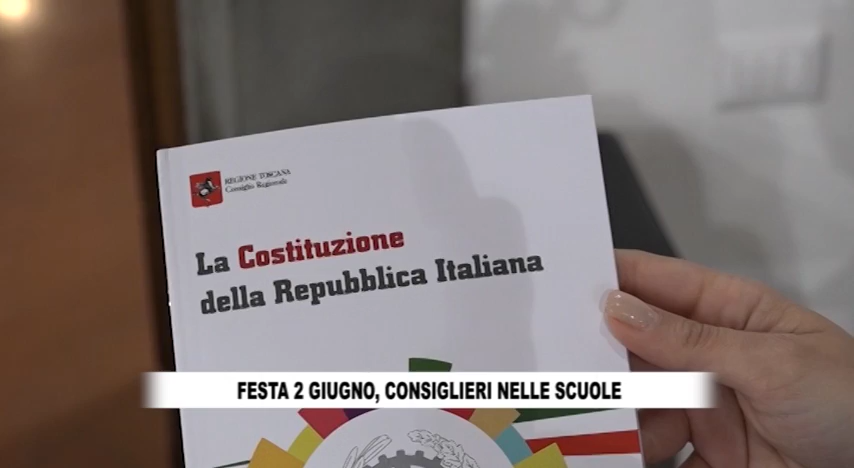 REGIONE TOSCANA
Consiglio Regionale
La Costituzione
della Repubblica Italiana
FESTA 2 GIUGNO, CONSIGLIERI NELLE SCUOLE